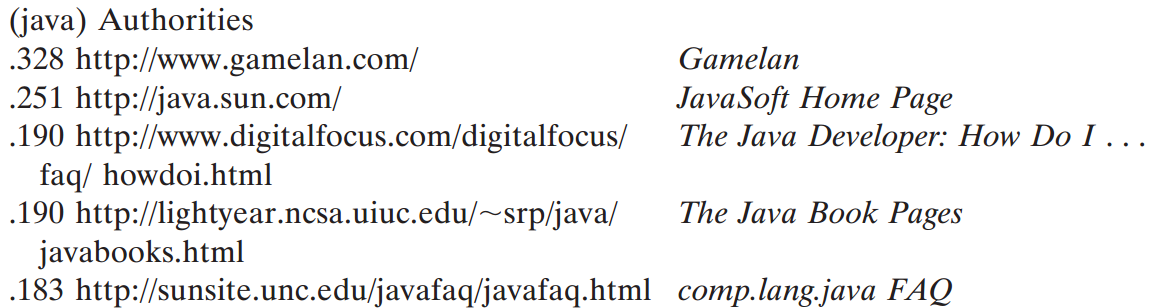 (java) Authorities
.328 http://www.gamelan.com/ Gamelan
.251 http://java.sun.com/ JavaSoft Home Page
.190 http://www.digitalfocus.com/digitalfocus/ The Java Developer: How Do I . . .
faq/ howdoi.html
.190 http://lightyear.ncsa.uiuc.edu/~srp/java/ The Java Book Pages
javabooks.html
.183 http://sunsite.unc.edu/javafaq/javafaq.html comp.lang.java FAQ